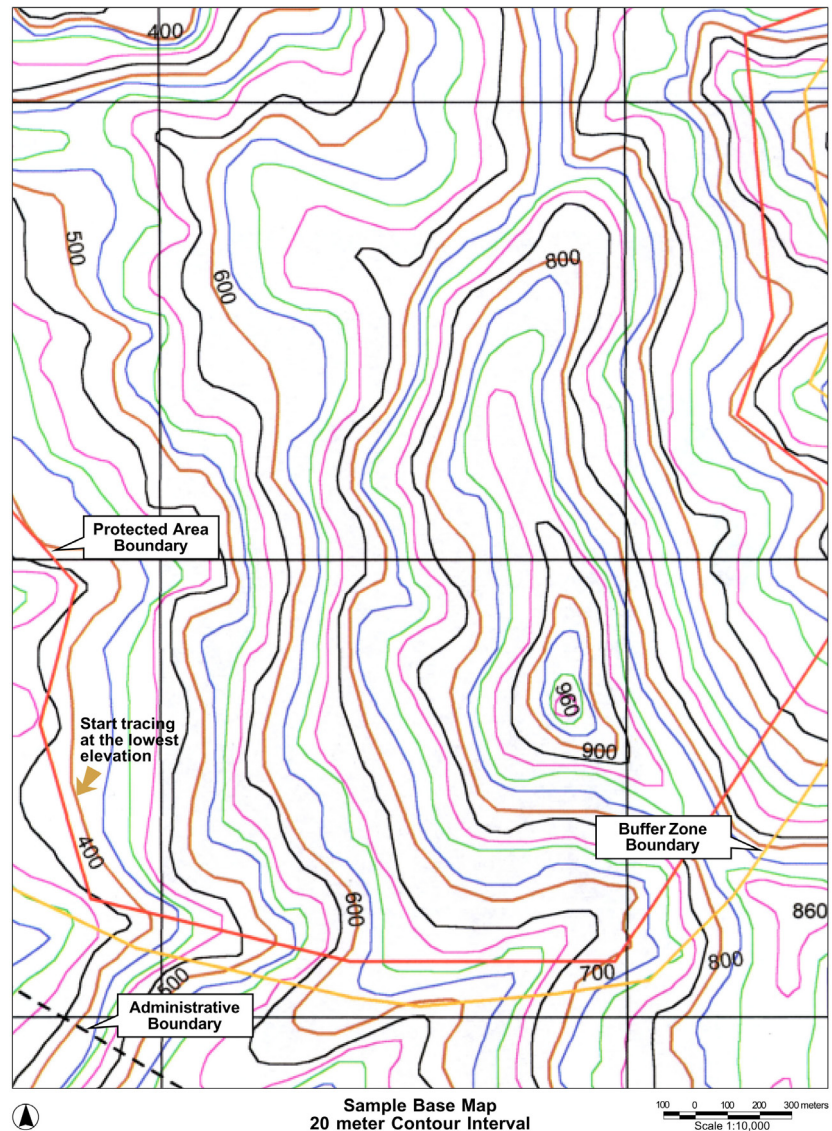 400
500
600
800
Protected Area
Boundary
960
Start tracing
at the lowest
elevation
900
400
Buffer Zone
Boundary
600
860
700
800
500
Administrative
Boundary
Sample Base Map
20 meter Contour Interval
100 0 100 200 300 meters
Scale 1:10,000